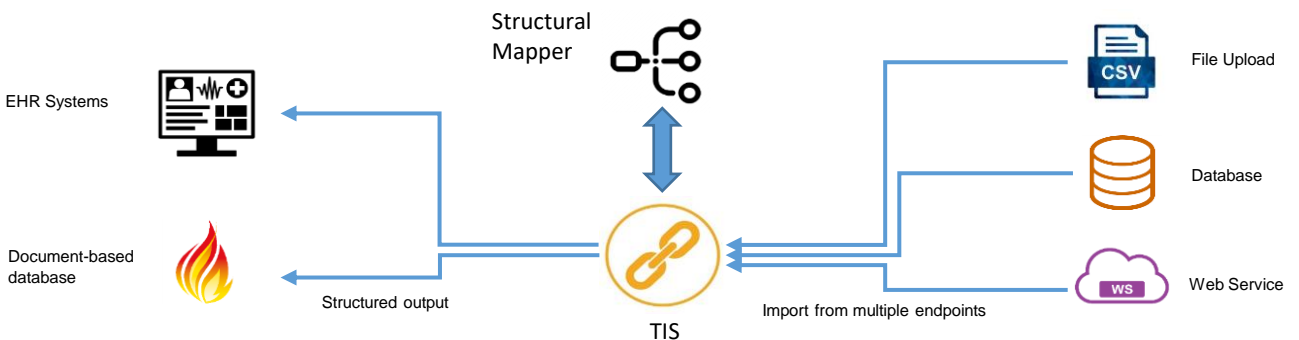 Structural
Mapper
EHR Systems
CSV
File Upload
Database
Document-based
database
Structured output
TIS
Import from multiple endpoints
WS
Web Service